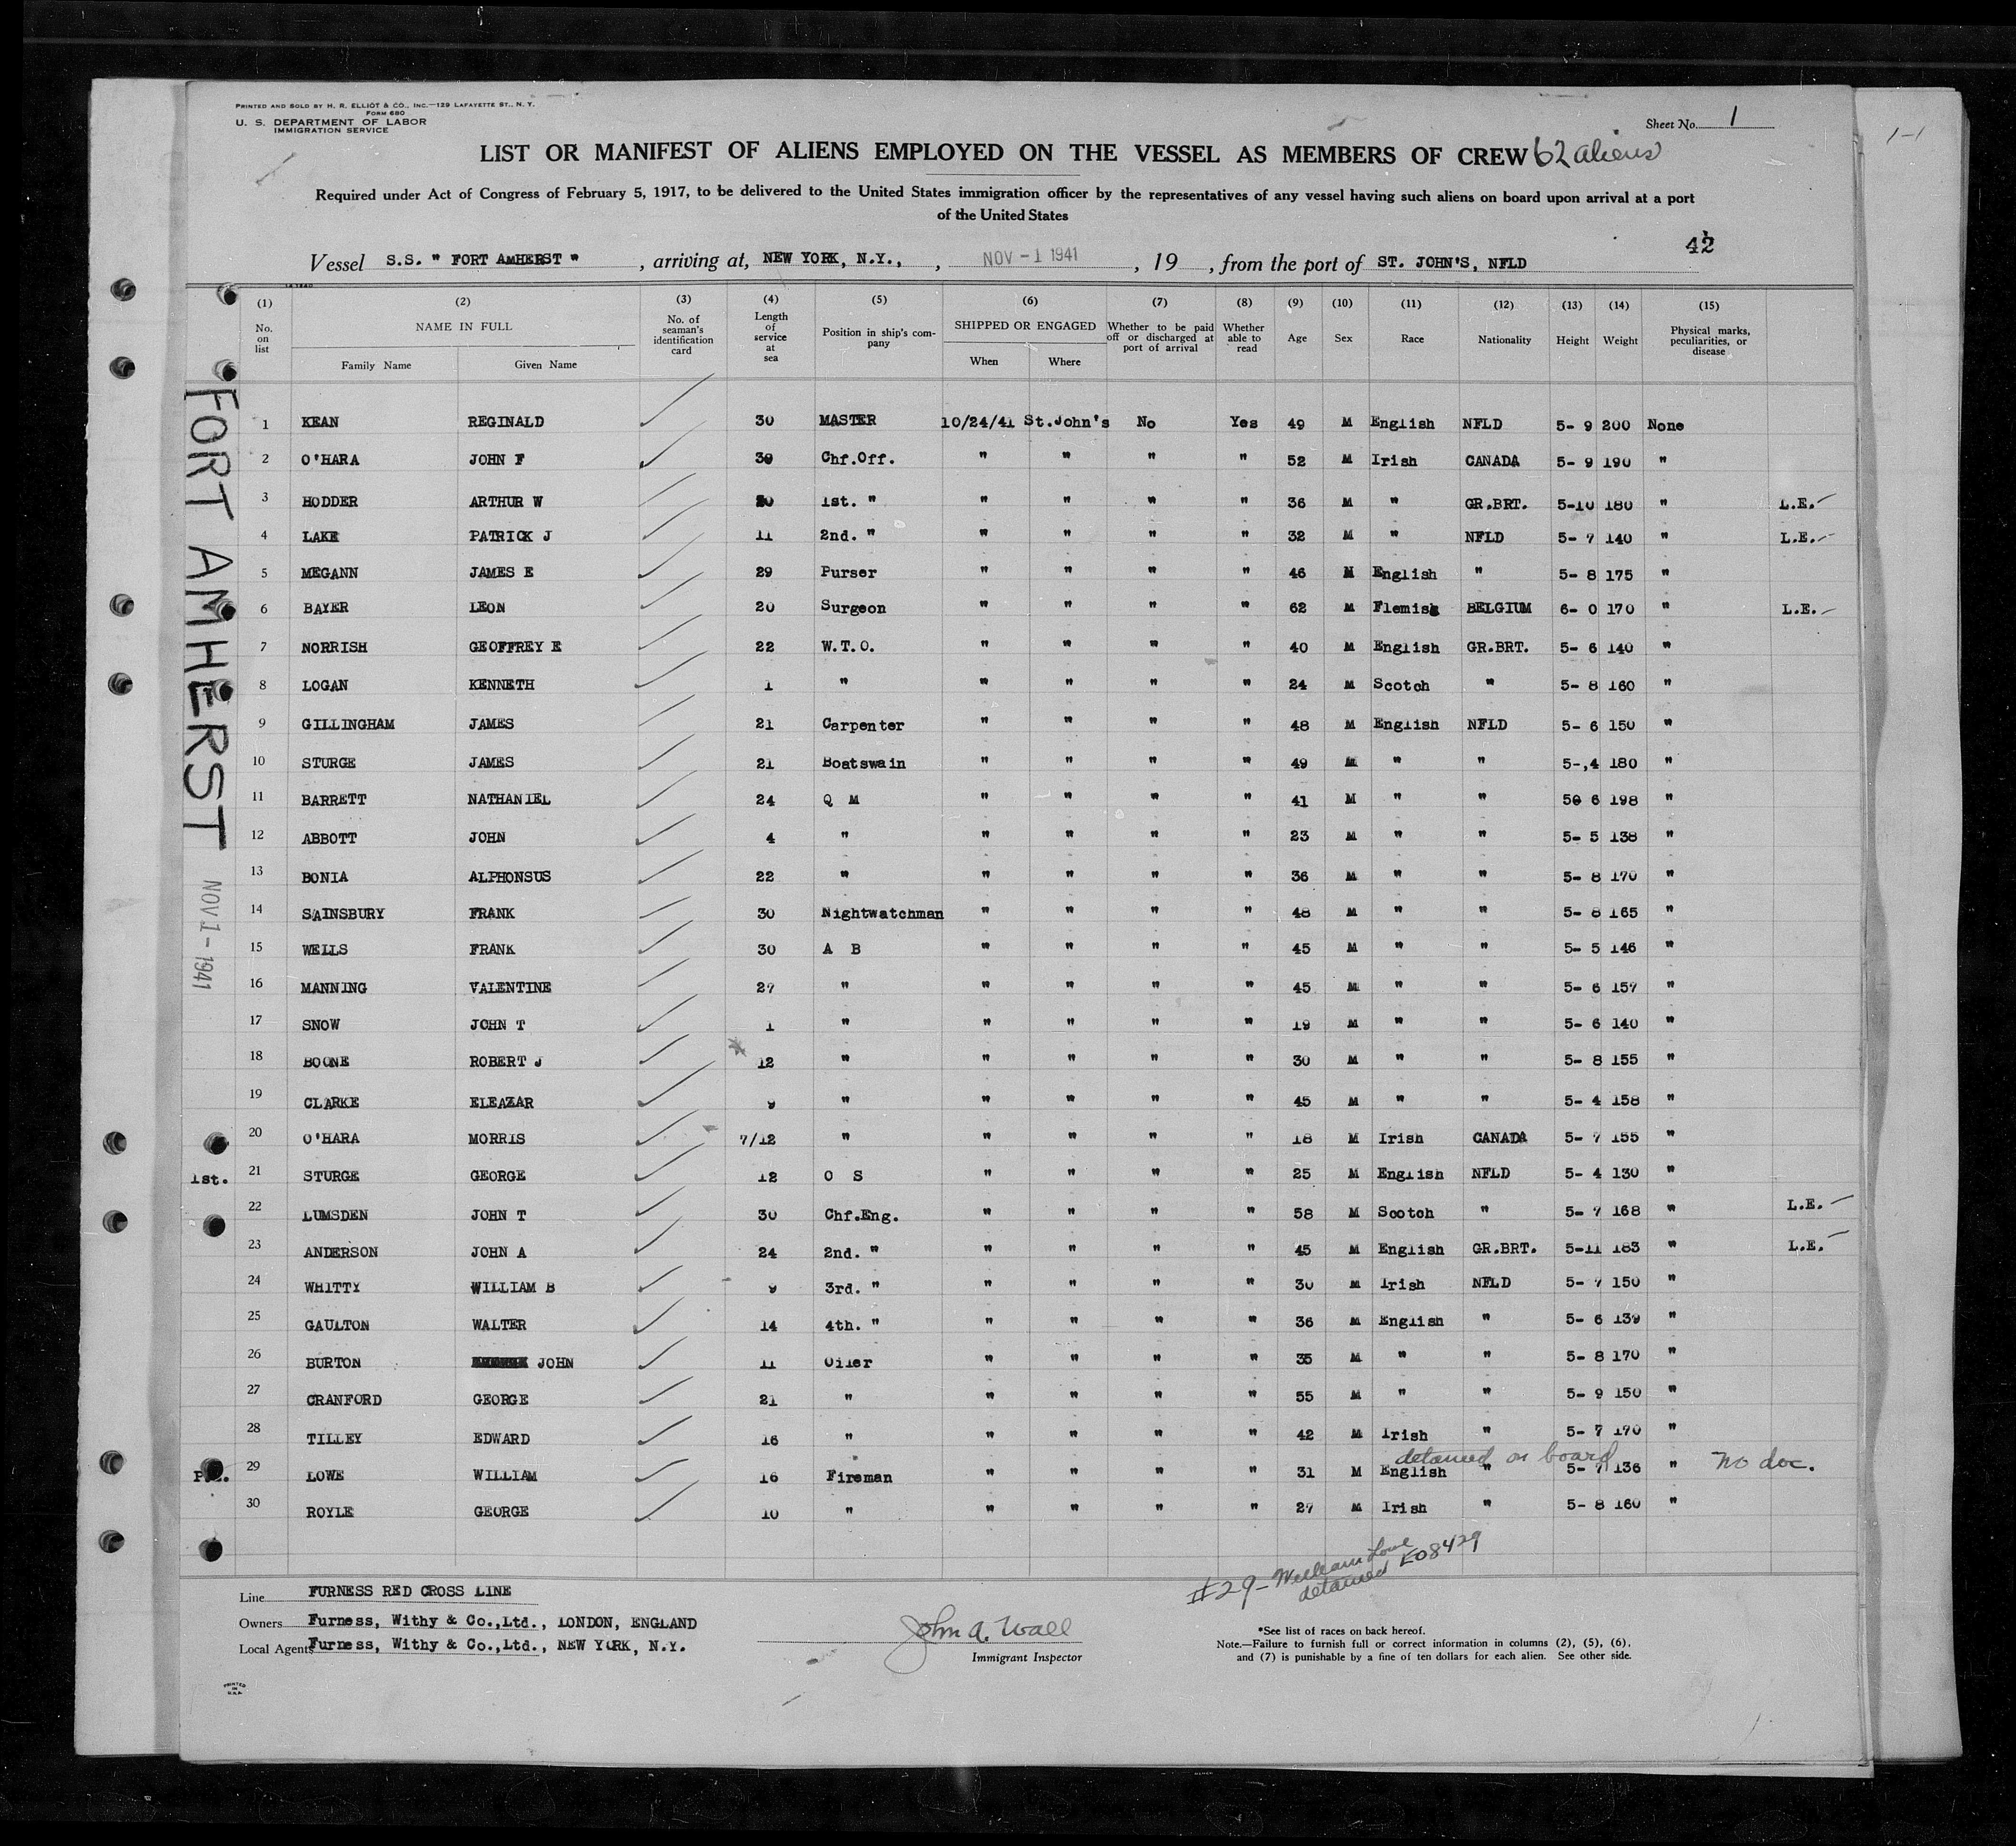 PRINTED AND SOLD BY H. R. ELLIOT & CO., INC.—129 LAFAYETTE ST., N. Y.
FORM 680
U. S. DEPARTMENT OF LABOR
IMMIGRATION SERVICE
Sheet No. 1
1-1
LIST OR MANIFEST OF ALIENS EMPLOYED ON THE VESSEL AS MEMBERS OF CREW 62 aliens
Required under Act of Congress of February 5, 1917, to be delivered to the United States immigration officer by the representatives of any vessel having such aliens on board upon arrival at a port
of the United States
42
Vessel S.S. " FORT AMHERST " , arriving at, NEW YORK, N.Y., , NOV -1 1941 , 19 , from the port of ST. JOHN'S, NFLD
(1) (2) (3) (4) (5) (6) (7) (8) (9) (10) (11) (12) (13) (14) (15)
No. on list NAME IN FULL Family Name Given Name No. of seaman's identification card Length of service at sea Position in ship's company SHIPPED OR ENGAGED When Where Whether to be paid off or discharged at port of arrival Whether able to read Age Sex Race Nationality Height Weight Physical marks, peculiarities, or disease
1 KEAN REGINALD 30 MASTER 10/24/41 St.John's No Yes 49 M English NFLD 5- 9 200 None
2 O'HARA JOHN F 39 Chf.Off. " " " " 52 M Irish CANADA 5- 9 190 "
3 HODDER ARTHUR W 20 1st. " " " " " 36 M " GR.BRT. 5-10 180 " L.E.
4 LAKE PATRICK J 11 2nd. " " " " " 32 M " NFLD 5- 7 140 " L.E.
5 MEGANN JAMES E 29 Purser " " " " 46 M English " 5- 8 175 "
6 BAYER LEON 20 Surgeon " " " " 62 M Flemish BELGIUM 6- 0 170 " L.E.
7 NORRISH GEOFFREY E 22 W.T.O. " " " " 40 M English GR.BRT. 5- 6 140 "
8 LOGAN KENNETH 1 " " " " " 24 M Scotch " 5- 8 160 "
9 GILLINGHAM JAMES 21 Carpenter " " " " 48 M English NFLD 5- 6 150 "
10 STURGE JAMES 21 Boatswain " " " " 49 M " " 5-,4 180 "
11 BARRETT NATHANIEL 24 Q M " " " " 41 M " " 50 6 198 "
12 ABBOTT JOHN 4 " " " " " 23 M " " 5- 5 138 "
13 BONIA ALPHONSUS 22 " " " " " 36 M " " 5- 8 170 "
14 SAINSBURY FRANK 30 Nightwatchman " " " " 48 M " " 5- 8 165 "
15 WELLS FRANK 30 A B " " " " 45 M " " 5- 5 146 "
16 MANNING VALENTINE 27 " " " " " 45 M " " 5- 6 157 "
17 SNOW JOHN T 1 " " " " " 19 M " " 5- 6 140 "
18 BOONE ROBERT J 12 " " " " " 30 M " " 5- 8 155 "
19 CLARKE ELEAZAR 9 " " " " " 45 M " " 5- 4 158 "
20 O'HARA MORRIS 7/12 " " " " " 18 M Irish CANADA 5- 7 155 "
1st. 21 STURGE GEORGE 12 O S " " " " 25 M English NFLD 5- 4 130 "
22 LUMSDEN JOHN T 30 Chf.Eng. " " " " 58 M Scotch " 5- 7 168 " L.E.
23 ANDERSON JOHN A 24 2nd. " " " " " 45 M English GR.BRT. 5-11 183 " L.E.
24 WHITTY WILLIAM B 9 3rd. " " " " " 30 M Irish NFLD 5- 7 150 "
25 GAULTON WALTER 14 4th. " " " " " 36 M English " 5- 6 139 "
26 BURTON JOHN 11 Oiler " " " " 35 M " " 5- 8 170 "
27 CRANFORD GEORGE 21 " " " " " 55 M " " 5- 9 150 "
28 TILLEY EDWARD 16 " " " " " 42 M Irish " 5- 7 170 "
detained on board
29 LOWE WILLIAM 16 Fireman " " " " 31 M English " 5- 7 136 " No doc.
30 ROYLE GEORGE 10 " " " " " 27 M Irish " 5- 8 160 "
#29- William Lowe
detained E08429
FORT AMHERST
NOV 1 - 1941
Line FURNESS RED CROSS LINE
Owners Furness, Withy & Co.,Ltd., LONDON, ENGLAND
Local Agents Furness, Withy & Co.,Ltd., NEW YORK, N.Y.
John A. Wall
Immigrant Inspector
*See list of races on back hereof.
Note.—Failure to furnish full or correct information in columns (2), (5), (6),
and (7) is punishable by a fine of ten dollars for each alien. See other side.
PRINTED
IN
U.S.A.